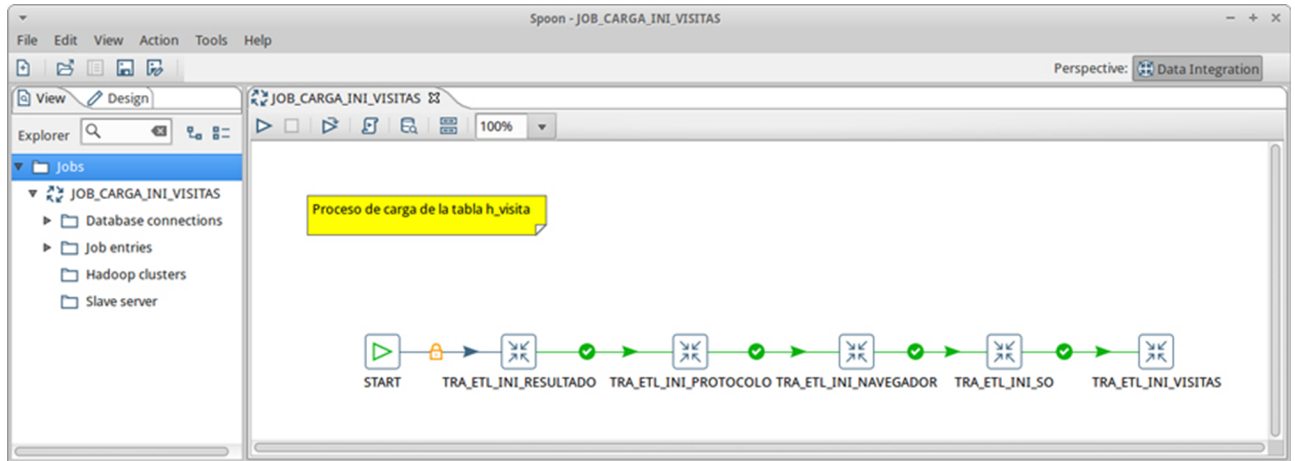 Spoon - JOB_CARGA_INI_VISITAS
File Edit View Action Tools Help
Perspective: Data Integration
View Design
JOB_CARGA_INI_VISITAS
Explorer
100%
Jobs
JOB_CARGA_INI_VISITAS
Database connections
Job entries
Hadoop clusters
Slave server
Proceso de carga de la tabla h_visita
START TRA_ETL_INI_RESULTADO TRA_ETL_INI_PROTOCOLO TRA_ETL_INI_NAVEGADOR TRA_ETL_INI_SO TRA_ETL_INI_VISITAS